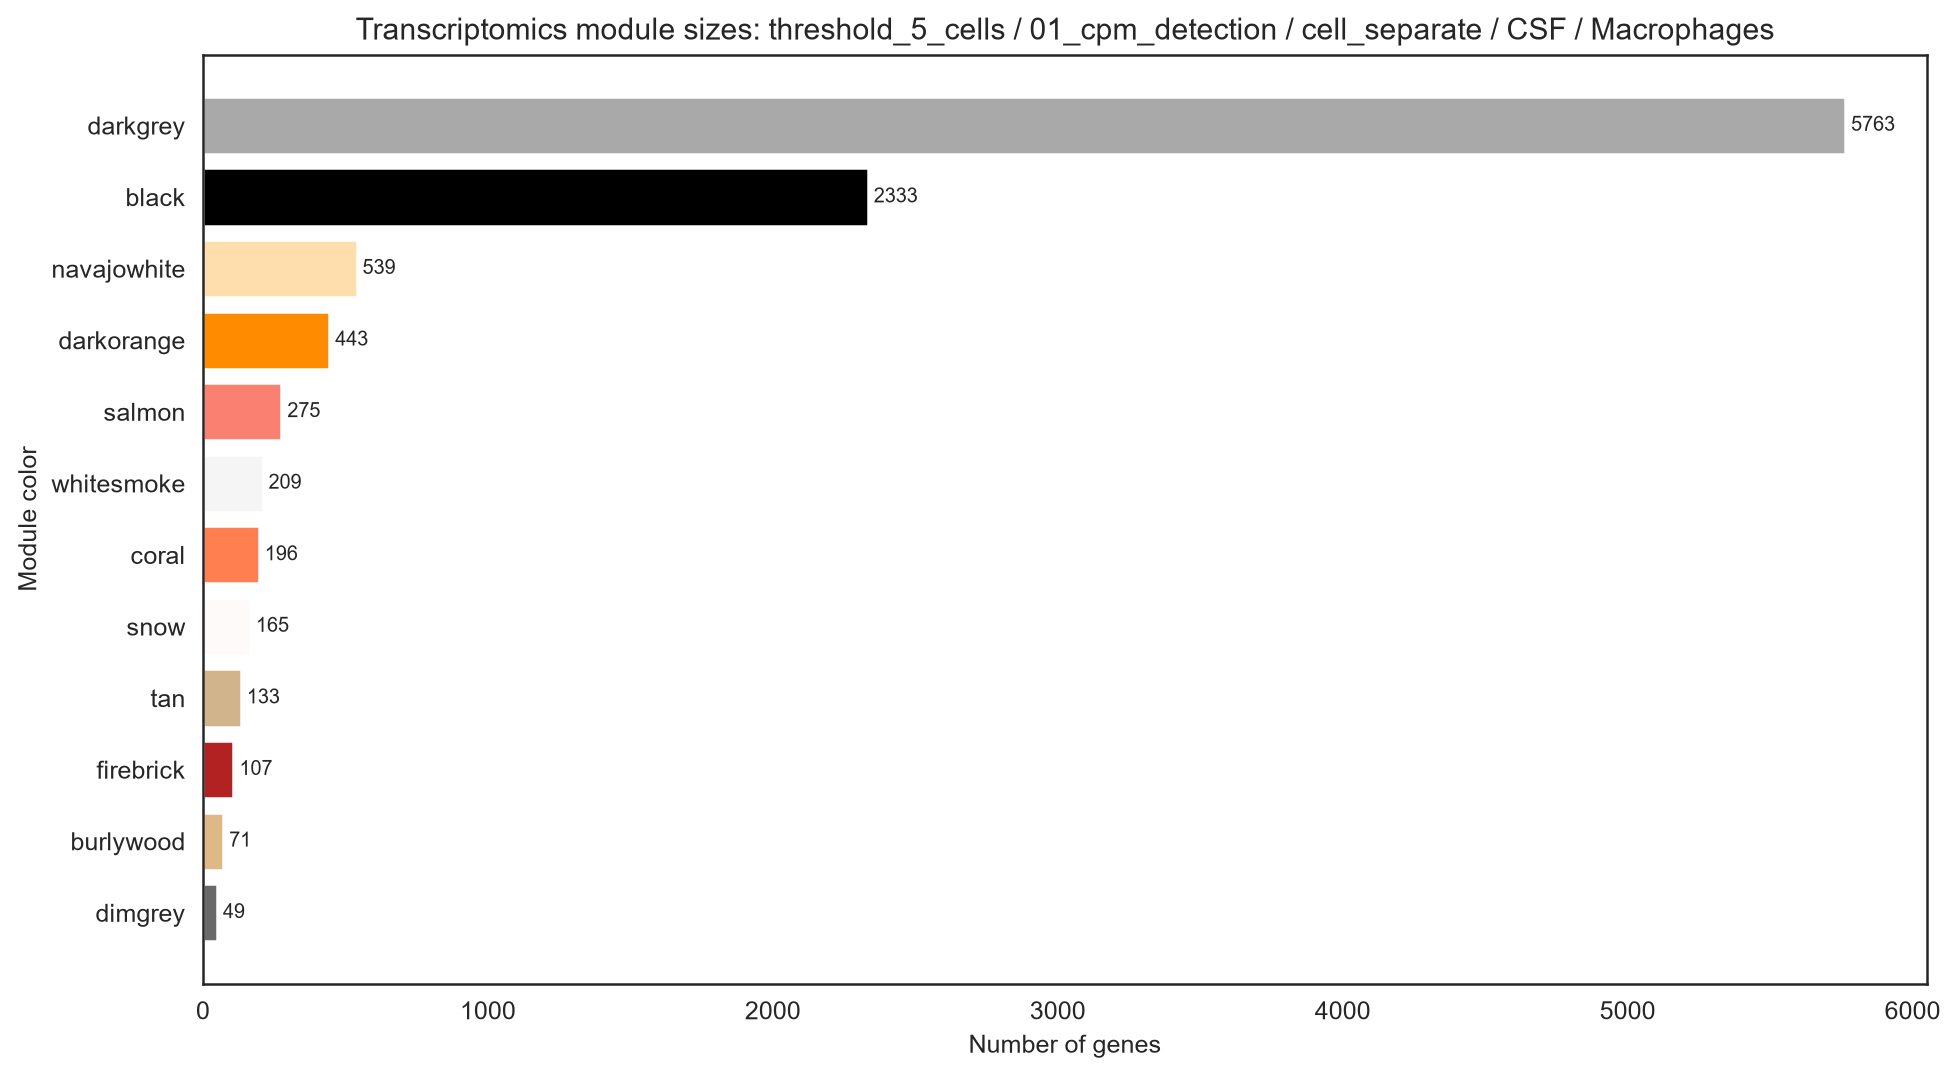 Transcriptomics module sizes: threshold_5_cells / 01_cpm_detection / cell_separate / CSF / Macrophages
Module color
darkgrey 5763
black 2333
navajowhite 539
darkorange 443
salmon 275
whitesmoke 209
coral 196
snow 165
tan 133
firebrick 107
burlywood 71
dimgrey 49
0 1000 2000 3000 4000 5000 6000
Number of genes